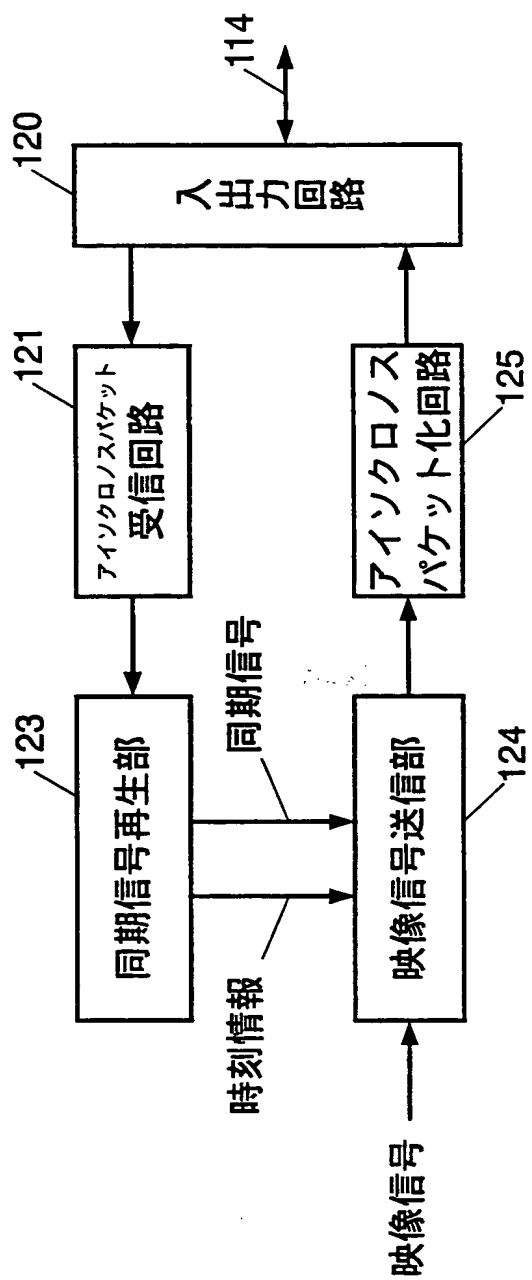 120
入出力回路
114
121
アイソクロノスパケット
受信回路
123
同期信号再生部
同期信号
時刻情報
映像信号
映像信号送信部
124
アイソクロノス
パケット化回路
125